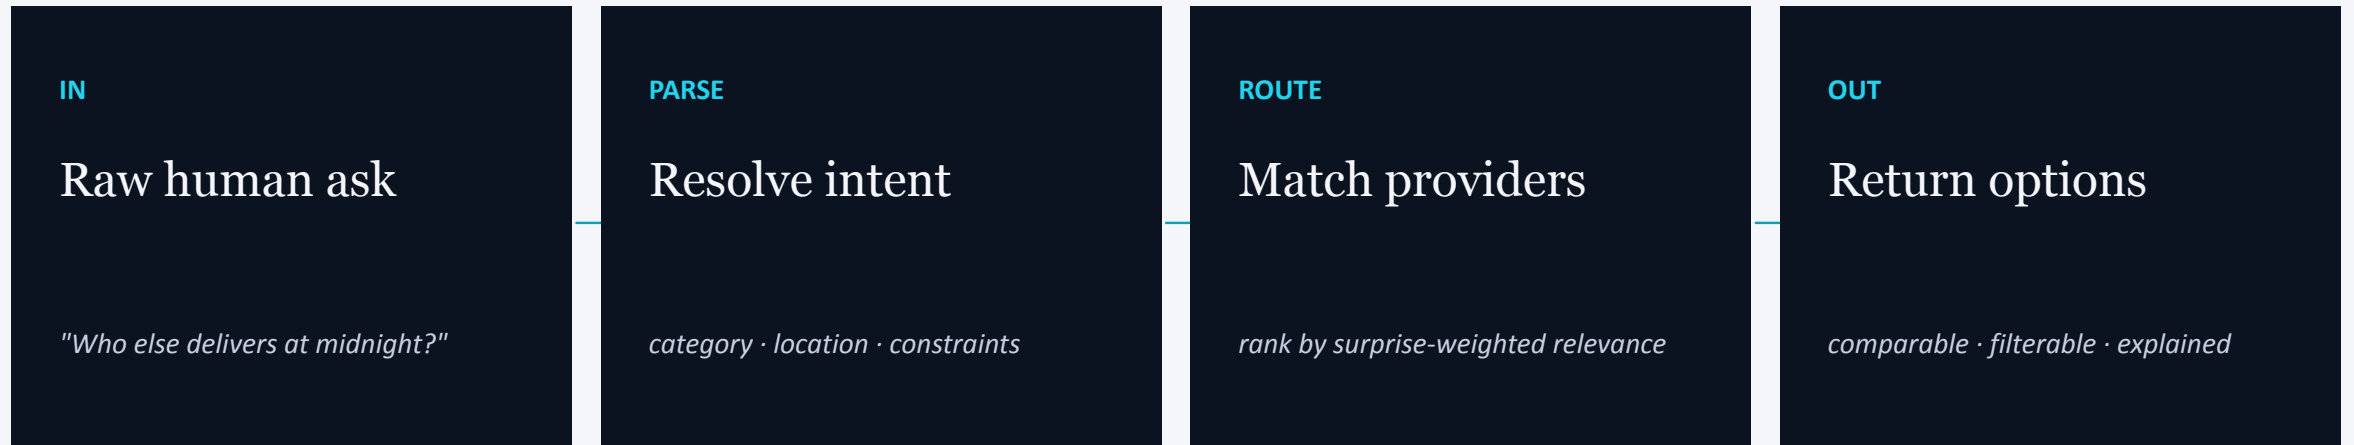 IN
Raw human ask
"Who else delivers at midnight?"
PARSE
Resolve intent
category · location · constraints
ROUTE
Match providers
rank by surprise-weighted relevance
OUT
Return options
comparable · filterable · explained